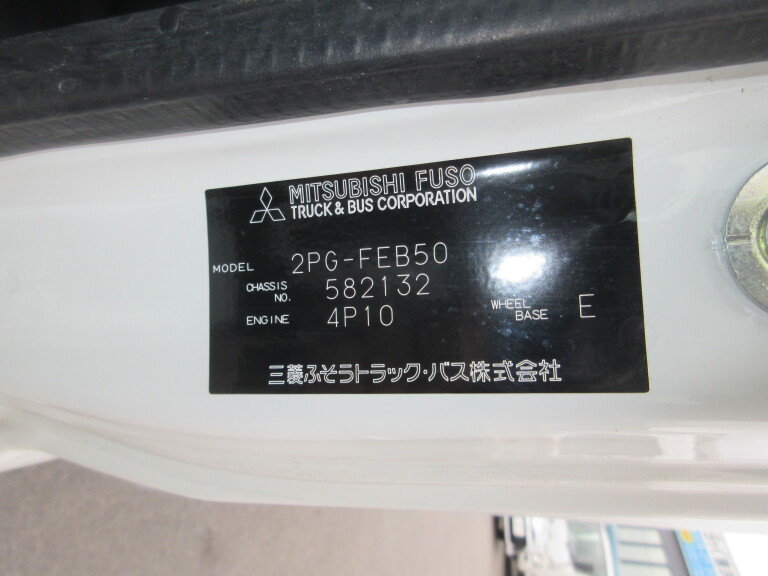 MITSUBISHI FUSO
TRUCK & BUS CORPORATION
MODEL 2PG-FEB50
CHASSIS NO. 582132
ENGINE 4P10 WHEEL BASE E
三菱ふそうトラック・バス株式会社